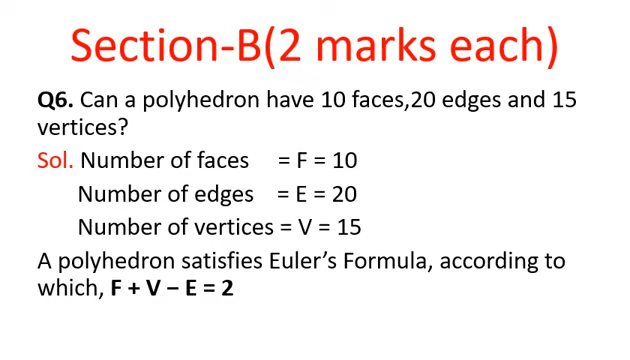 Section-B(2 marks each)
Q6. Can a polyhedron have 10 faces,20 edges and 15
vertices?
Sol. Number of faces = F = 10
Number of edges = E = 20
Number of vertices = V = 15
A polyhedron satisfies Euler’s Formula, according to
which, F + V – E = 2